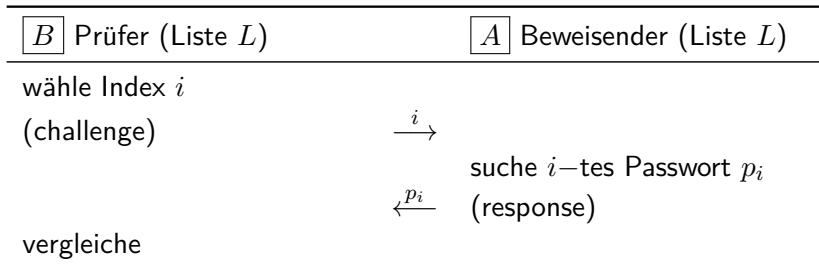 B Prüfer (Liste L) A Beweisender (Liste L)
wähle Index i
(challenge) i →
suche i−tes Passwort p_i
p_i ← (response)
vergleiche